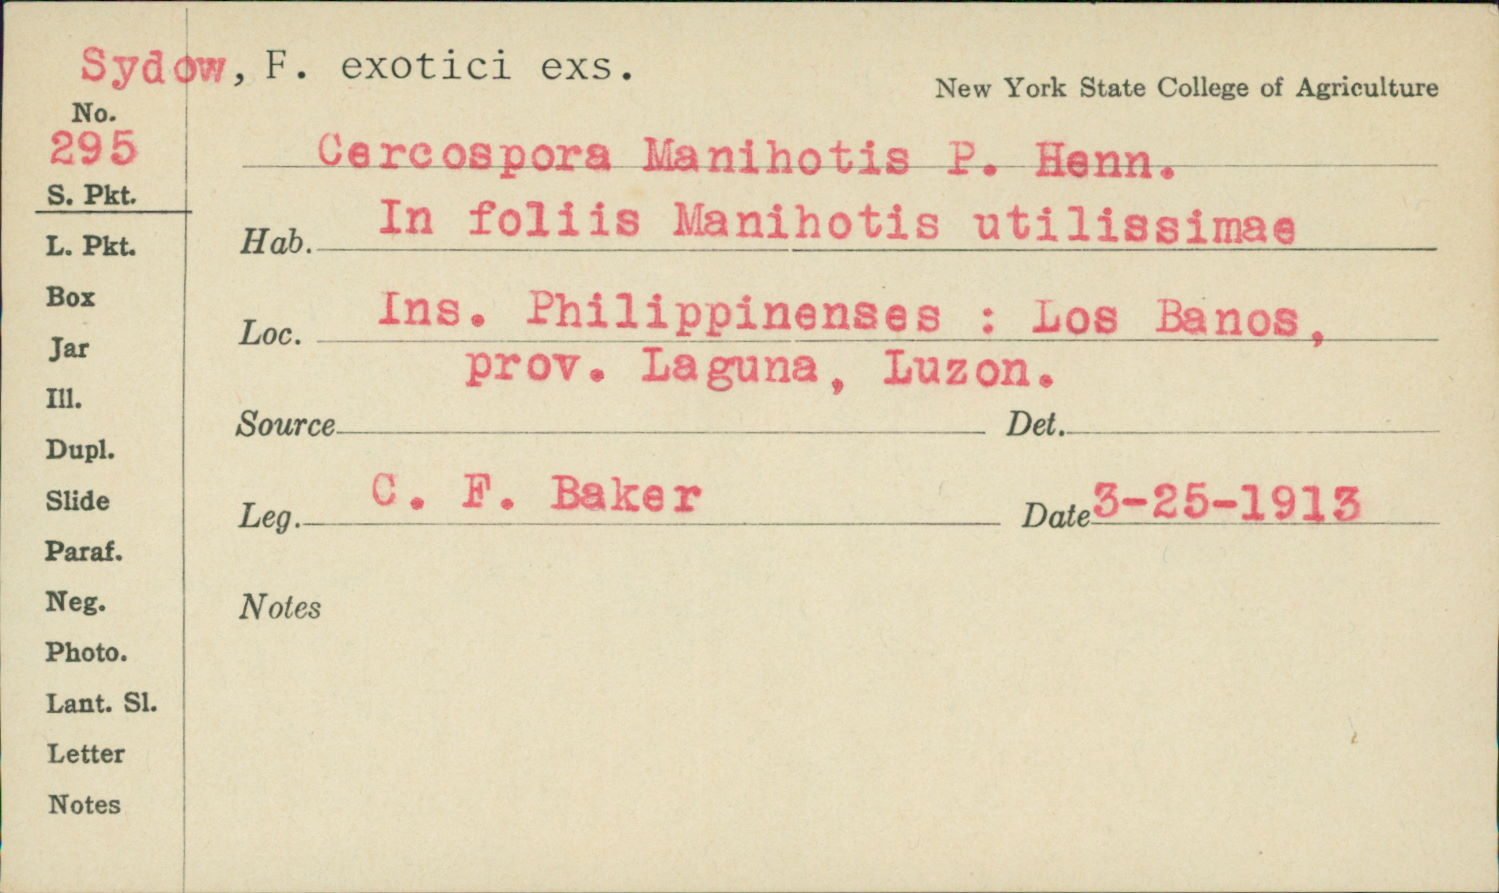 Sydow, F. exotici exs.
New York State College of Agriculture
No.
295
Cercospora Manihotis P. Henn.
S. Pkt.
Hab. In foliis Manihotis utilissimae
L. Pkt.
Box
Loc. Ins. Philippinenses : Los Banos,
Jar
prov. Laguna, Luzon.
Ill.
Source Det.
Dupl.
Slide
Leg. C. F. Baker Date 3-25-1913
Paraf.
Neg.
Notes
Photo.
Lant. Sl.
Letter
Notes